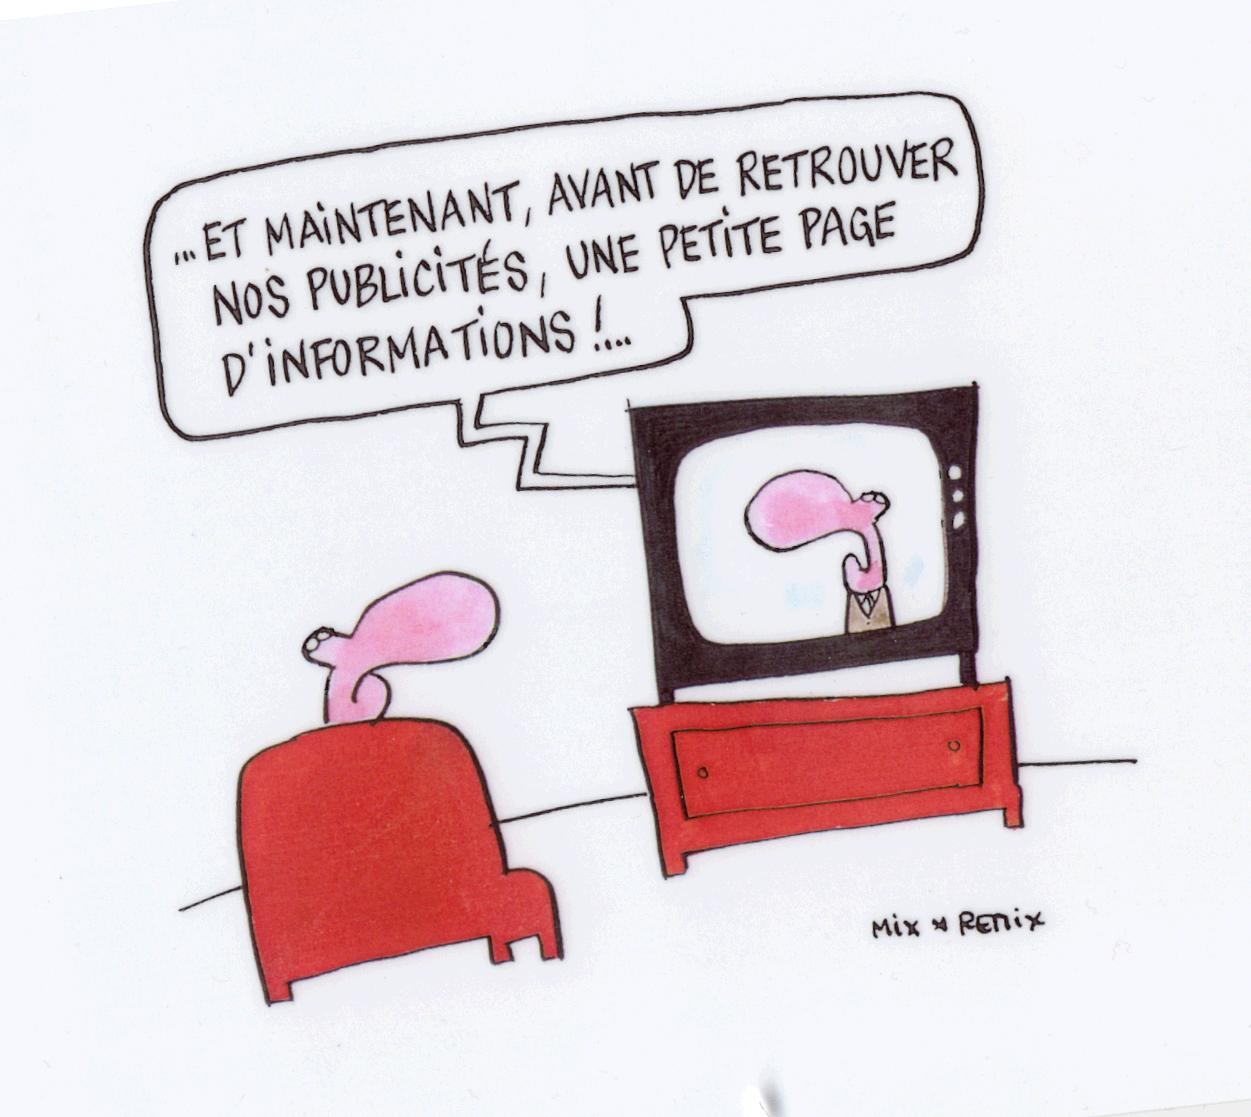 ...ET MAiNTENANT, AVANT DE RETROUVER
NOS PUBLiCiTÉS, UNE PETiTE PAGE
D'iNFORMATiONS !...
Mix * REMix